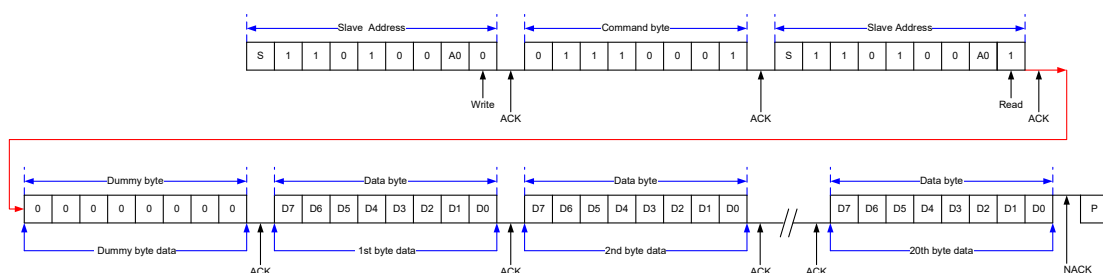 Slave Address Command byte Slave Address
S 1 1 0 1 0 0 A0 0 0 1 1 1 0 0 0 1 S 1 1 0 1 0 0 A0 1
Write Read
ACK ACK ACK
Dummy byte Data byte Data byte Data byte
0 0 0 0 0 0 0 0 D7 D6 D5 D4 D3 D2 D1 D0 D7 D6 D5 D4 D3 D2 D1 D0 D7 D6 D5 D4 D3 D2 D1 D0 P
Dummy byte data 1st byte data 2nd byte data 20th byte data
ACK ACK ACK ACK NACK